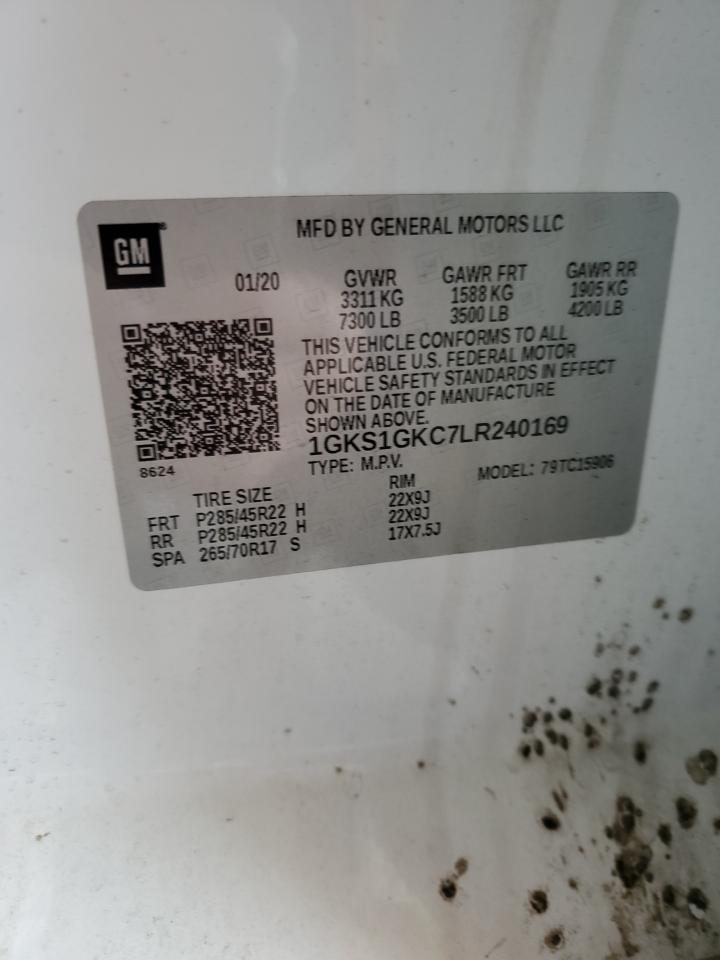 GM
MFD BY GENERAL MOTORS LLC
01/20
GVWR GAWR FRT GAWR RR
3311 KG 1588 KG 1905 KG
7300 LB 3500 LB 4200 LB
THIS VEHICLE CONFORMS TO ALL
APPLICABLE U.S. FEDERAL MOTOR
VEHICLE SAFETY STANDARDS IN EFFECT
ON THE DATE OF MANUFACTURE
SHOWN ABOVE.
1GKS1GKC7LR240169
8624
TYPE: M.P.V. MODEL: 79TC15906
TIRE SIZE RIM
FRT P285/45R22 H 22X9J
RR P285/45R22 H 22X9J
SPA 265/70R17 S 17X7.5J